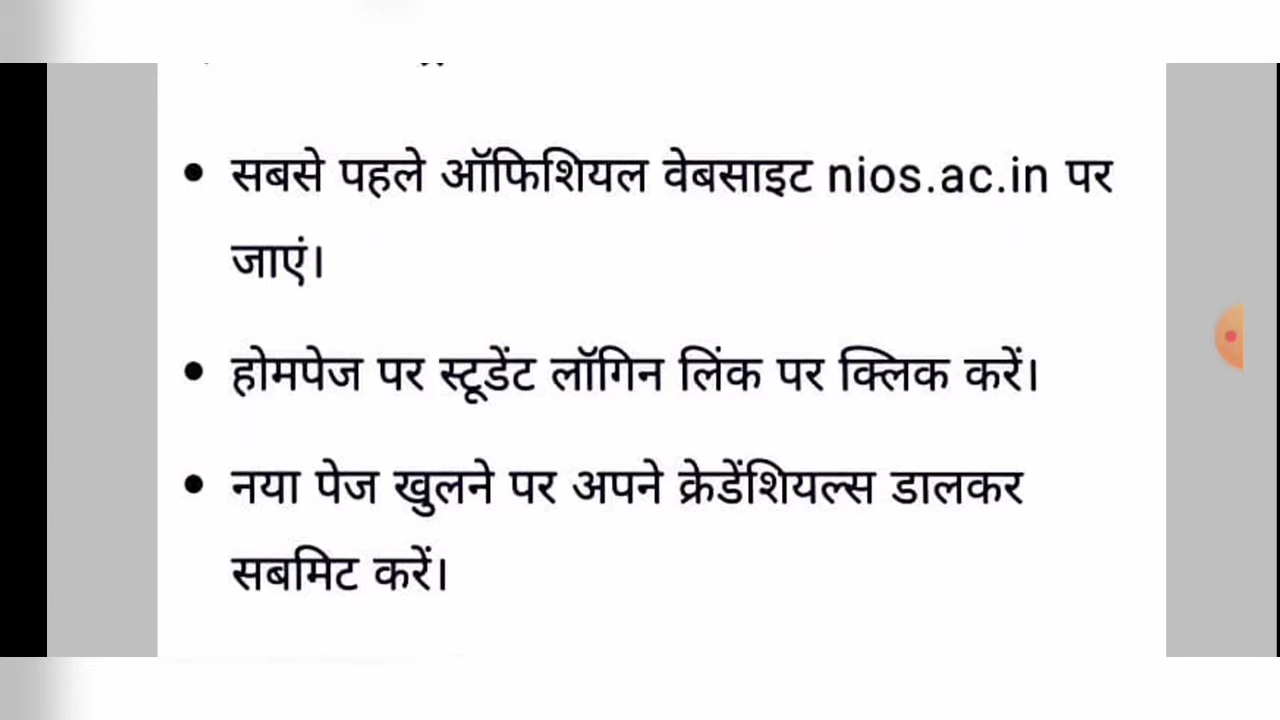 • सबसे पहले ऑफिशियल वेबसाइट nios.ac.in पर
जाएं।
• होमपेज पर स्टूडेंट लॉगिन लिंक पर क्लिक करें।
• नया पेज खुलने पर अपने क्रेडेंशियल्स डालकर
सबमिट करें।